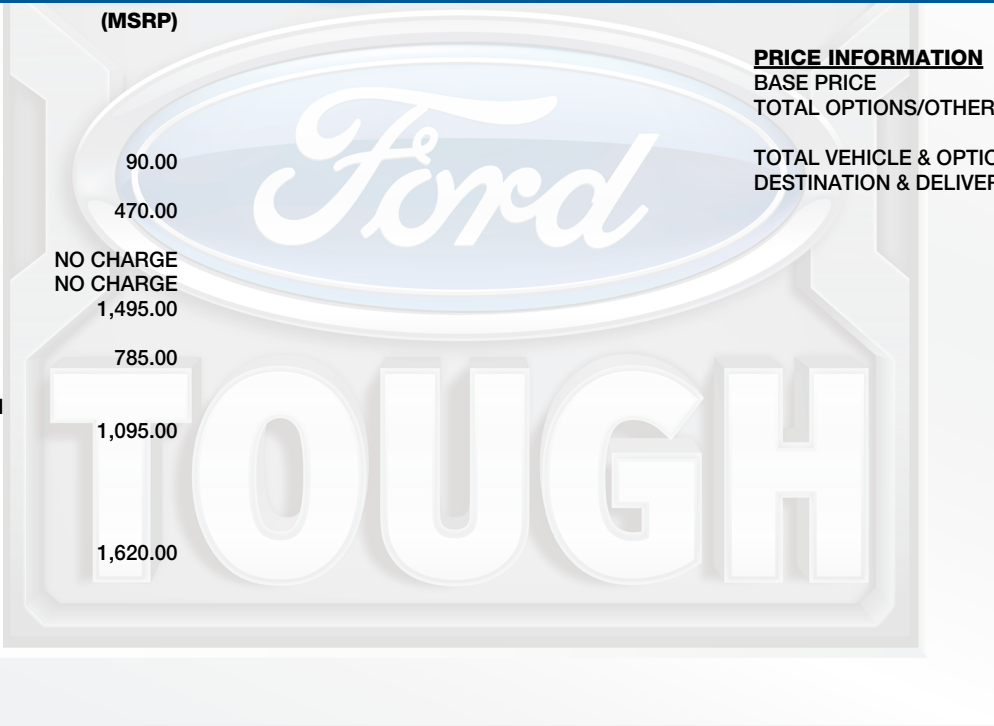 (MSRP)
90.00
470.00
NO CHARGE
NO CHARGE
1,495.00
785.00
1,095.00
1,620.00
PRICE INFORMATION
BASE PRICE
TOTAL OPTIONS/OTHER
TOTAL VEHICLE & OPTIO
DESTINATION & DELIVER
Ford
TOUGH